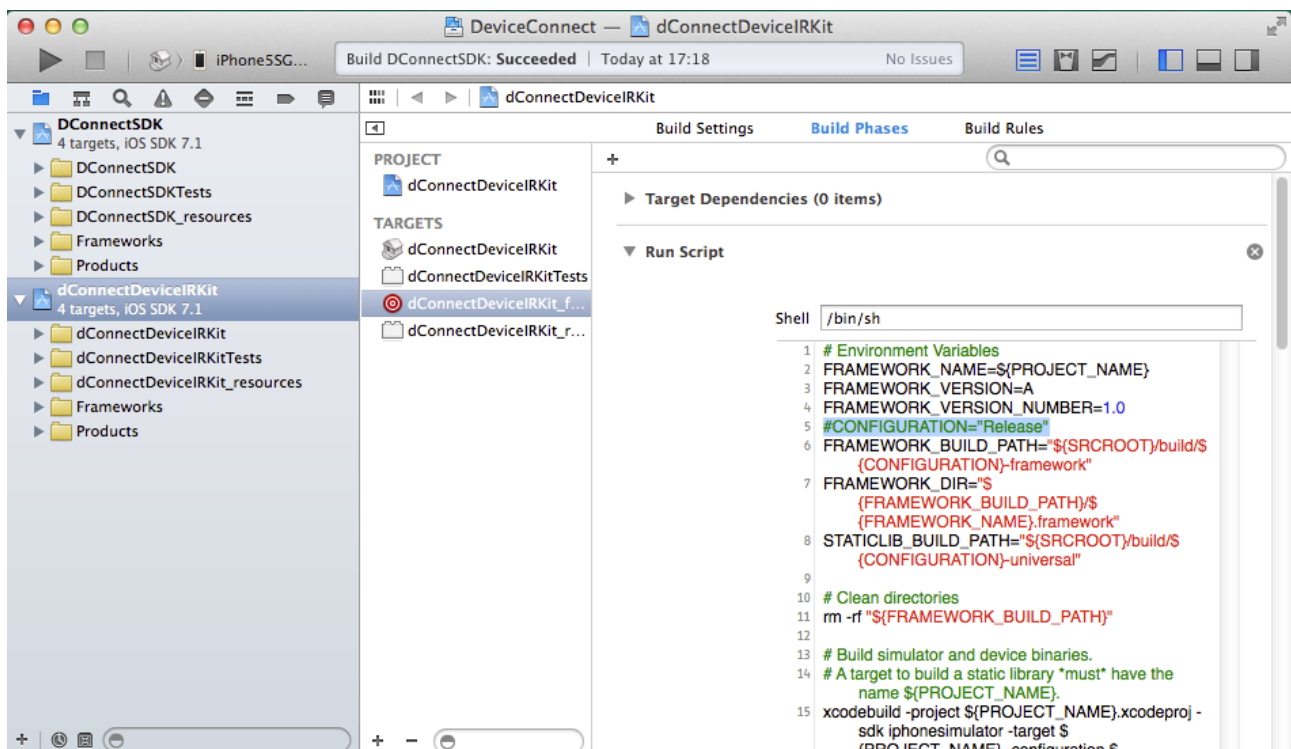 DeviceConnect — dConnectDeviceIRKit
iPhone5SG...
Build DConnectSDK: Succeeded | Today at 17:18
No Issues
dConnectDeviceIRKit
DConnectSDK
4 targets, iOS SDK 7.1
DConnectSDK
DConnectSDKTests
DConnectSDK_resources
Frameworks
Products
dConnectDeviceIRKit
4 targets, iOS SDK 7.1
dConnectDeviceIRKit
dConnectDeviceIRKitTests
dConnectDeviceIRKit_resources
Frameworks
Products
PROJECT
dConnectDeviceIRKit
TARGETS
dConnectDeviceIRKit
dConnectDeviceIRKitTests
dConnectDeviceIRKit_f...
dConnectDeviceIRKit_r...
Build Settings Build Phases Build Rules
Target Dependencies (0 items)
Run Script
Shell /bin/sh
1 # Environment Variables
2 FRAMEWORK_NAME=${PROJECT_NAME}
3 FRAMEWORK_VERSION=A
4 FRAMEWORK_VERSION_NUMBER=1.0
5 #CONFIGURATION="Release"
6 FRAMEWORK_BUILD_PATH="${SRCROOT}/build/$
{CONFIGURATION}-framework"
7 FRAMEWORK_DIR="$
{FRAMEWORK_BUILD_PATH}/$
{FRAMEWORK_NAME}.framework"
8 STATICLIB_BUILD_PATH="${SRCROOT}/build/$
{CONFIGURATION}-universal"
9
10 # Clean directories
11 rm -rf "${FRAMEWORK_BUILD_PATH}"
12
13 # Build simulator and device binaries.
14 # A target to build a static library *must* have the
name ${PROJECT_NAME}.
15 xcodebuild -project ${PROJECT_NAME}.xcodeproj -
sdk iphonesimulator -target $
{PROJECT_NAME} -configuration $